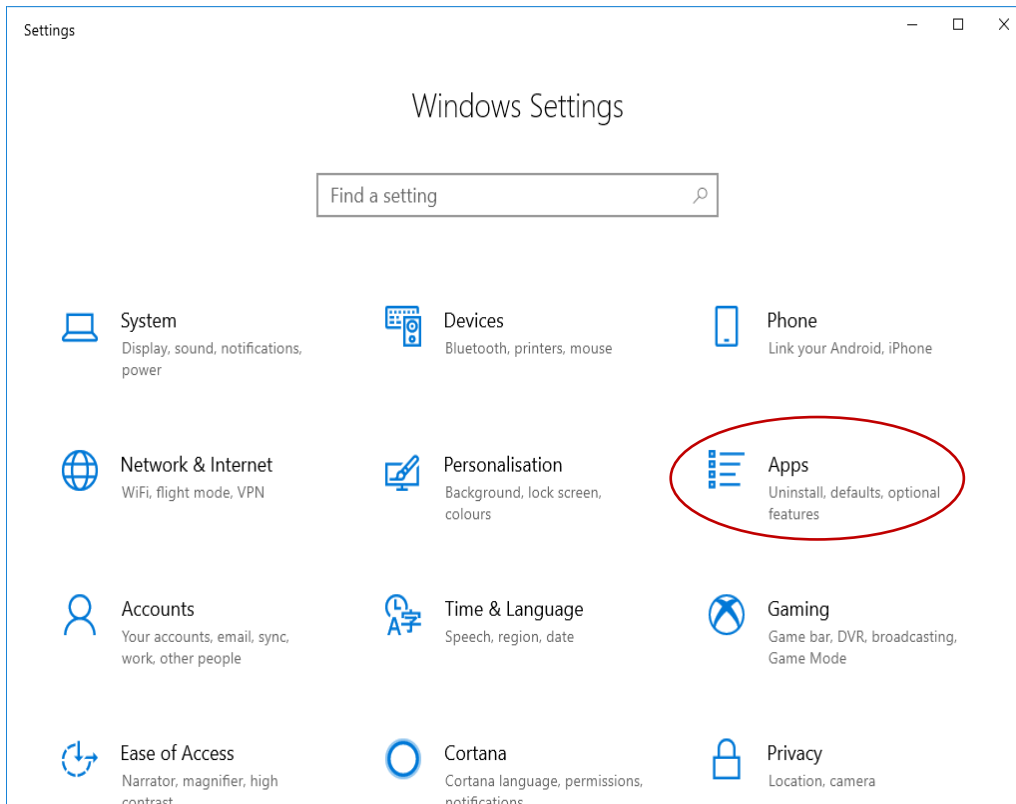 Settings
Windows Settings
Find a setting
System
Display, sound, notifications,
power
Devices
Bluetooth, printers, mouse
Phone
Link your Android, iPhone
Network & Internet
WiFi, flight mode, VPN
Personalisation
Background, lock screen,
colours
Apps
Uninstall, defaults, optional
features
Accounts
Your accounts, email, sync,
work, other people
Time & Language
Speech, region, date
Gaming
Game bar, DVR, broadcasting,
Game Mode
Ease of Access
Narrator, magnifier, high
contrast
Cortana
Cortana language, permissions,
notifications
Privacy
Location, camera